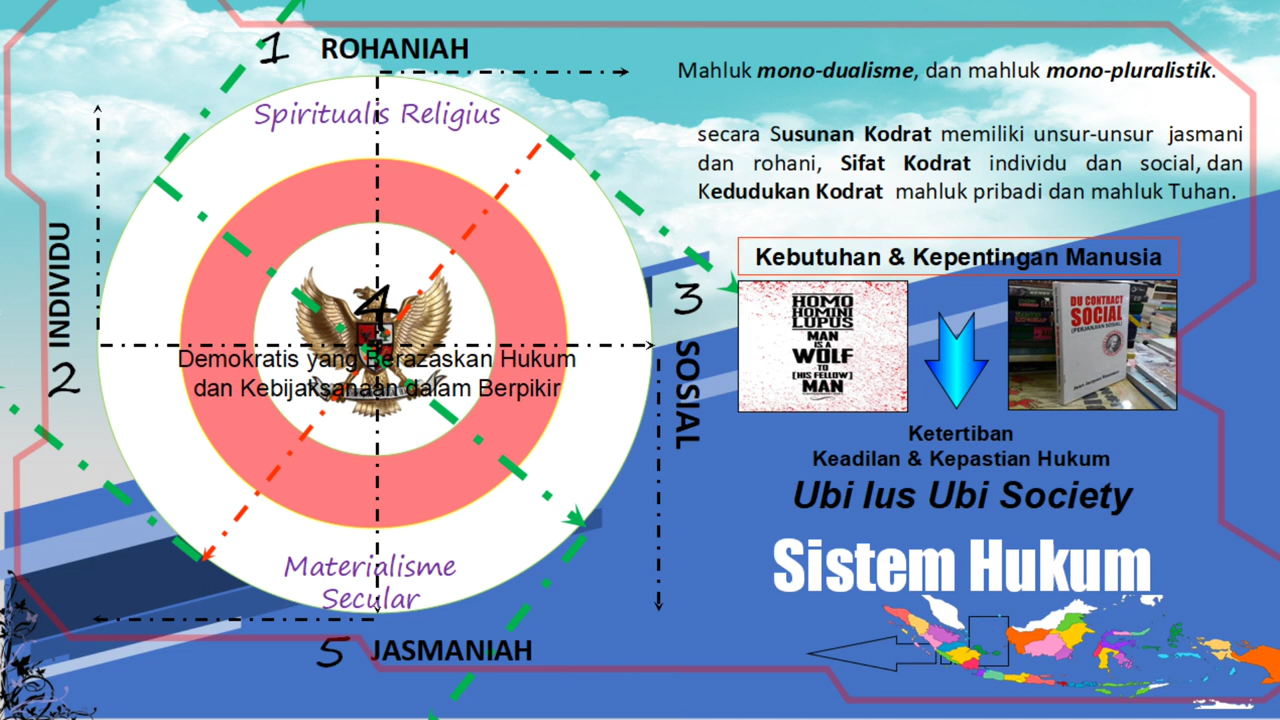 1 ROHANIAH
Spiritualis Religius
2 INDIVIDU
3 SOSIAL
4
Demokratis yang Berazaskan Hukum
dan Kebijaksanaan dalam Berpikir
Materialisme
Secular
5 JASMANIAH
Mahluk mono-dualisme, dan mahluk mono-pluralistik.
secara Susunan Kodrat memiliki unsur-unsur jasmani
dan rohani, Sifat Kodrat individu dan social, dan
Kedudukan Kodrat mahluk pribadi dan mahluk Tuhan.
Kebutuhan & Kepentingan Manusia
HOMO
HOMINI
LUPUS
MAN
IS A
WOLF
TO
[HIS FELLOW]
MAN
DU CONTRACT
SOCIAL
(PERJANJIAN SOSIAL)
Ketertiban
Keadilan & Kepastian Hukum
Ubi Ius Ubi Society
Sistem Hukum